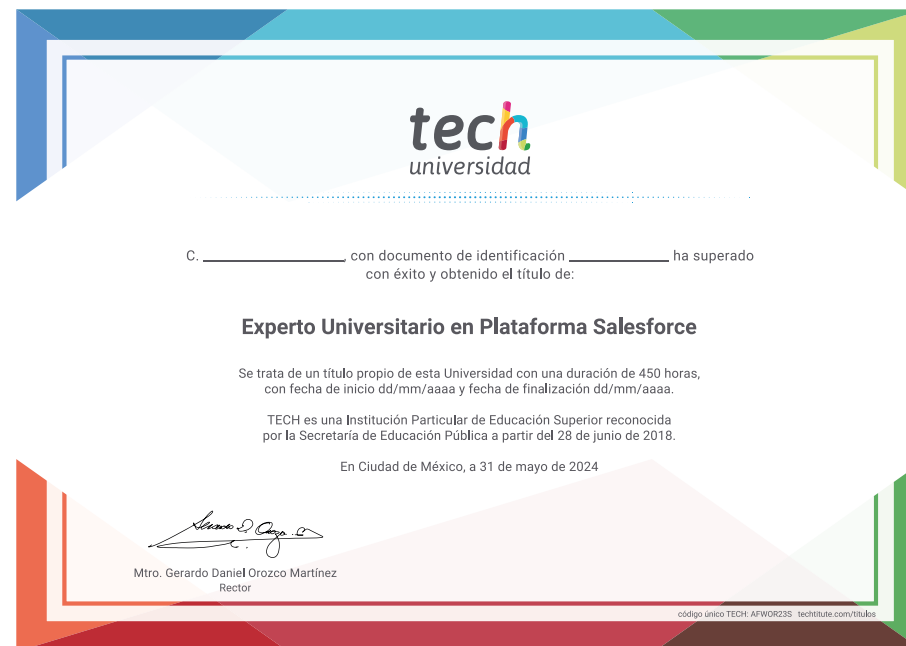 tech
universidad
C. ____________, con documento de identificación ____________ ha superado
con éxito y obtenido el título de:
Experto Universitario en Plataforma Salesforce
Se trata de un título propio de esta Universidad con una duración de 450 horas,
con fecha de inicio dd/mm/aaaa y fecha de finalización dd/mm/aaaa.
TECH es una Institución Particular de Educación Superior reconocida
por la Secretaría de Educación Pública a partir del 28 de junio de 2018.
En Ciudad de México, a 31 de mayo de 2024
Mtro. Gerardo Daniel Orozco Martínez
Rector
código único TECH: AFWOR23S techtitute.com/titulos